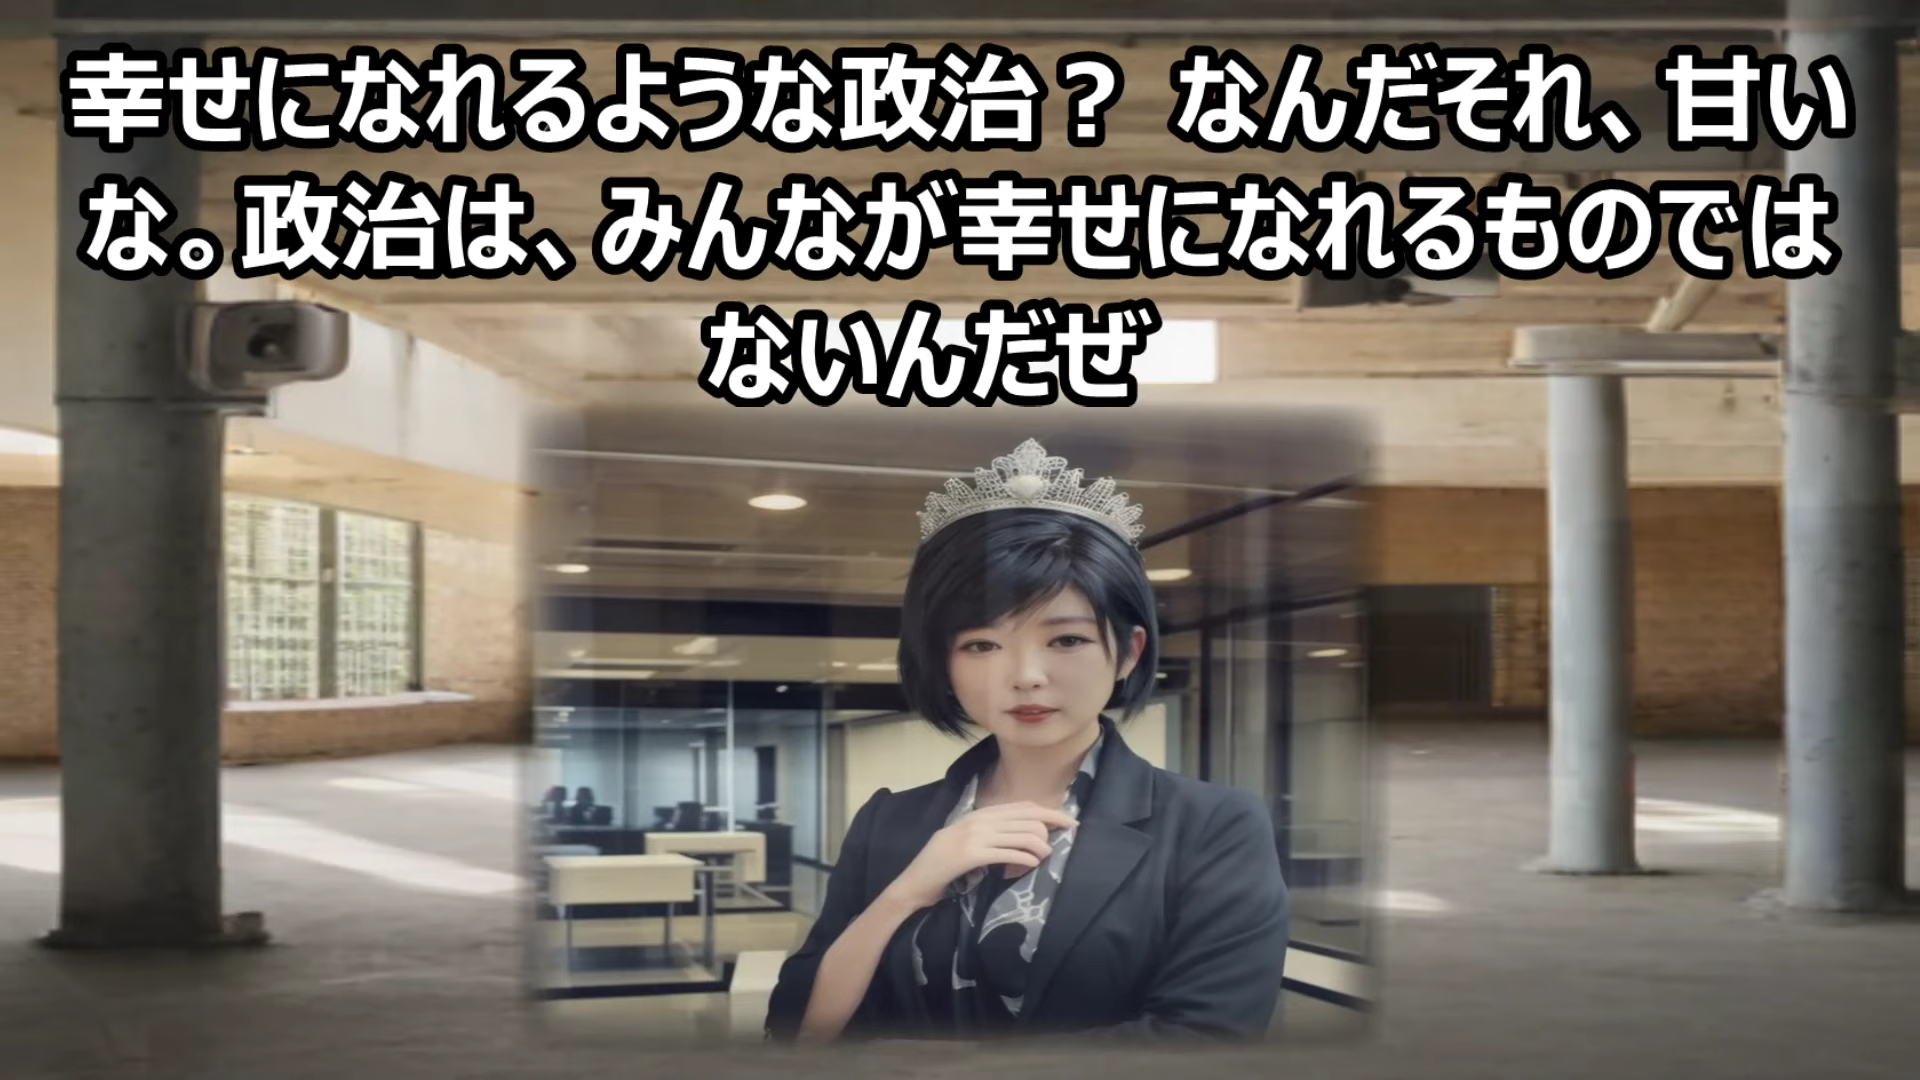 幸せになれるような政治？ なんだそれ、甘い
な。政治は、みんなが幸せになれるものでは
ないんだぜ